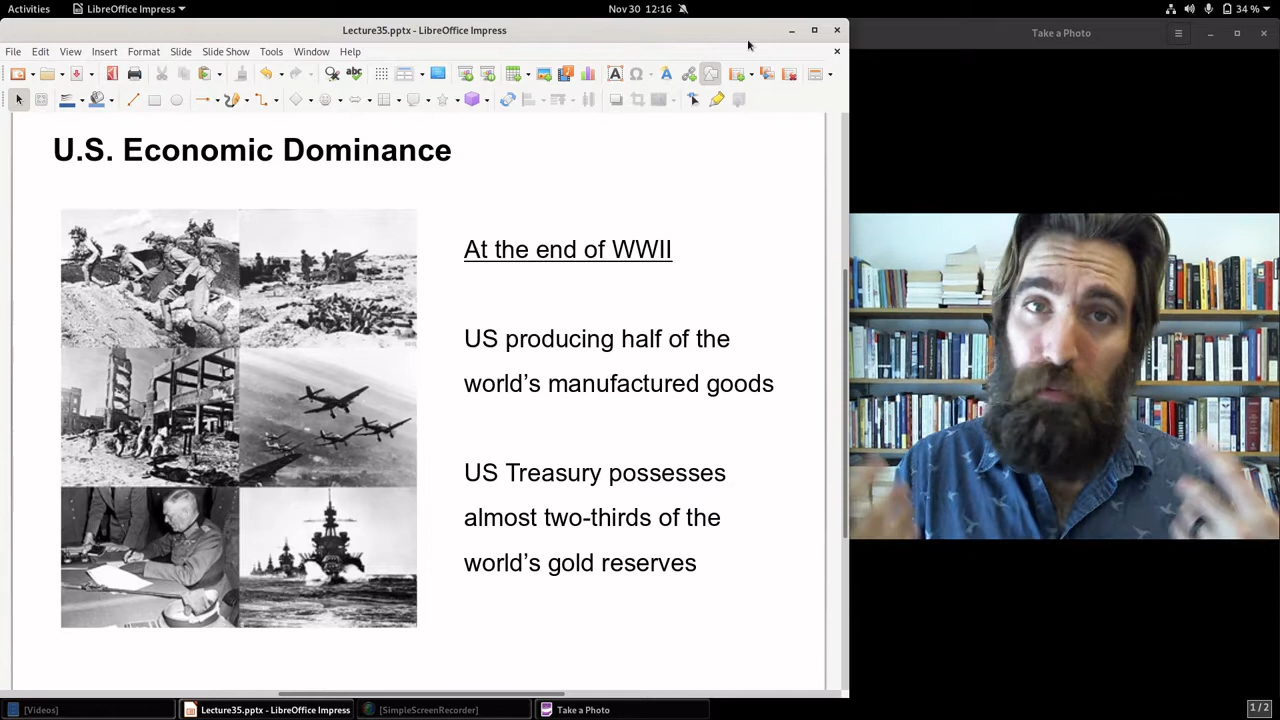 Activities
LibreOffice Impress
Nov 30 12:16
34 %
Lecture35.pptx - LibreOffice Impress
Take a Photo
File Edit View Insert Format Slide Slide Show Tools Window Help
U.S. Economic Dominance
At the end of WWII
US producing half of the
world’s manufactured goods
US Treasury possesses
almost two-thirds of the
world’s gold reserves
[Videos]
Lecture35.pptx - LibreOffice Impress
[SimpleScreenRecorder]
Take a Photo
1 / 2